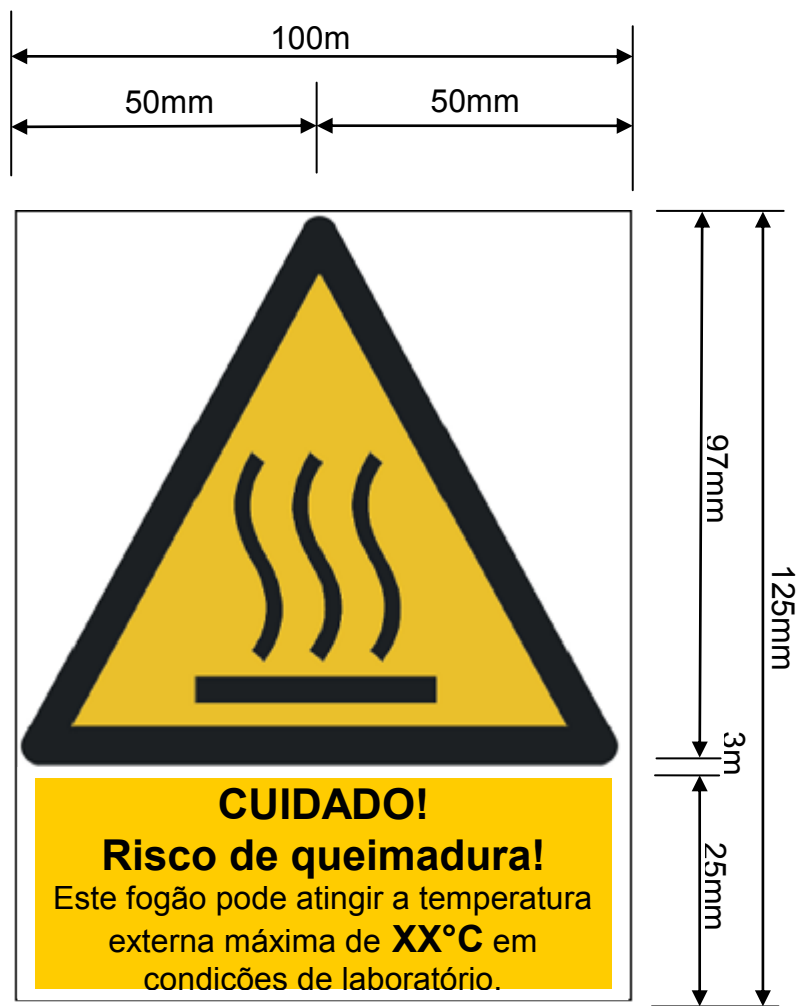 100m
50mm
50mm
97mm
125mm
3m
25mm
CUIDADO!
Risco de queimadura!
Este fogão pode atingir a temperatura
externa máxima de XX°C em
condições de laboratório.